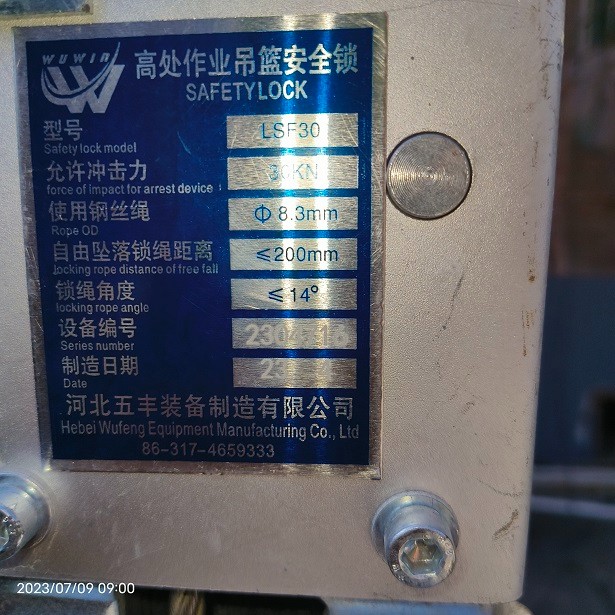 WUWIN
高处作业吊篮安全锁
SAFETYLOCK
型号 LSF30
Safety lock model
允许冲击力 30KN
force of impact for arrest device
使用钢丝绳 Φ 8.3mm
Rope OD
自由坠落锁绳距离 ≤200mm
locking rope distance of free fall
锁绳角度 ≤14°
locking rope angle
设备编号
Series number
制造日期
Date
河北五丰装备制造有限公司
Hebei Wufeng Equipment Manufacturing Co., Ltd
86-317-4659333
2023/07/09 09:00